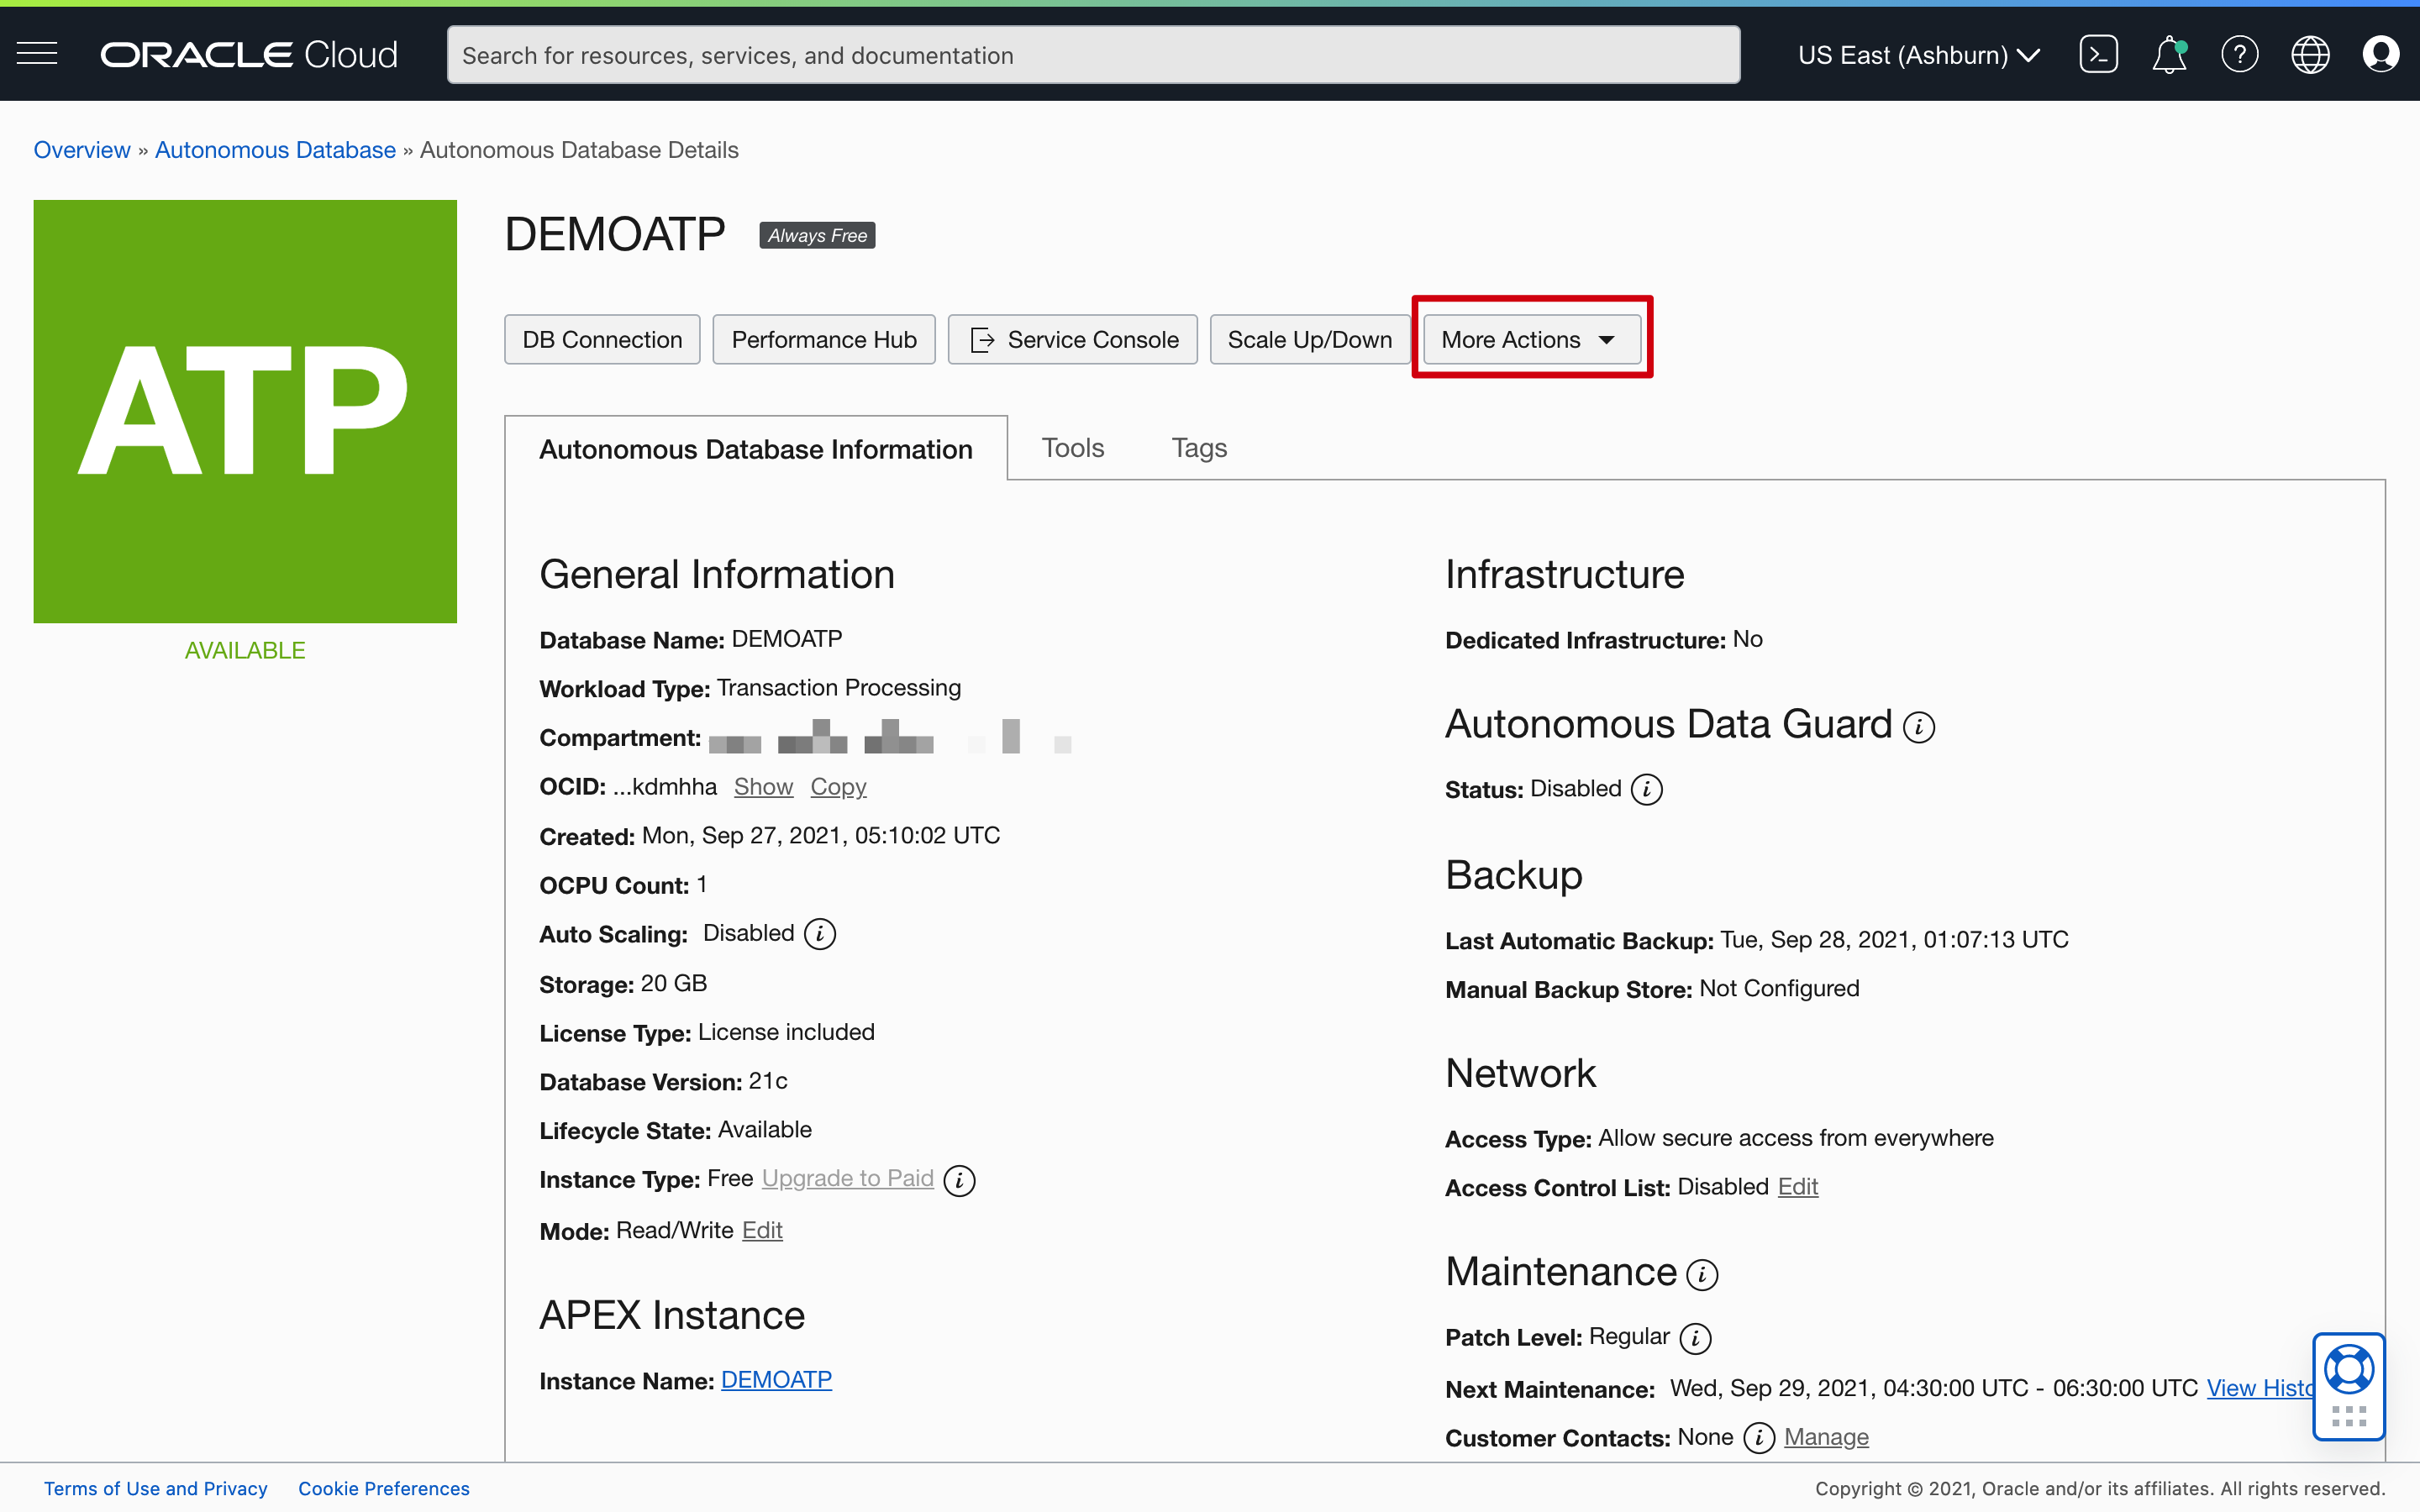 ORACLE Cloud
Search for resources, services, and documentation
US East (Ashburn)
Overview » Autonomous Database » Autonomous Database Details
ATP
AVAILABLE
DEMOATP Always Free
DB Connection Performance Hub Service Console Scale Up/Down More Actions
Autonomous Database Information Tools Tags
General Information
Database Name: DEMOATP
Workload Type: Transaction Processing
Compartment:
OCID: ...kdmhha Show Copy
Created: Mon, Sep 27, 2021, 05:10:02 UTC
OCPU Count: 1
Auto Scaling: Disabled
Storage: 20 GB
License Type: License included
Database Version: 21c
Lifecycle State: Available
Instance Type: Free Upgrade to Paid
Mode: Read/Write Edit
APEX Instance
Instance Name: DEMOATP
Infrastructure
Dedicated Infrastructure: No
Autonomous Data Guard
Status: Disabled
Backup
Last Automatic Backup: Tue, Sep 28, 2021, 01:07:13 UTC
Manual Backup Store: Not Configured
Network
Access Type: Allow secure access from everywhere
Access Control List: Disabled Edit
Maintenance
Patch Level: Regular
Next Maintenance: Wed, Sep 29, 2021, 04:30:00 UTC - 06:30:00 UTC View
Customer Contacts: None Manage
Terms of Use and Privacy Cookie Preferences
Copyright © 2021, Oracle and/or its affiliates. All rights reserved.